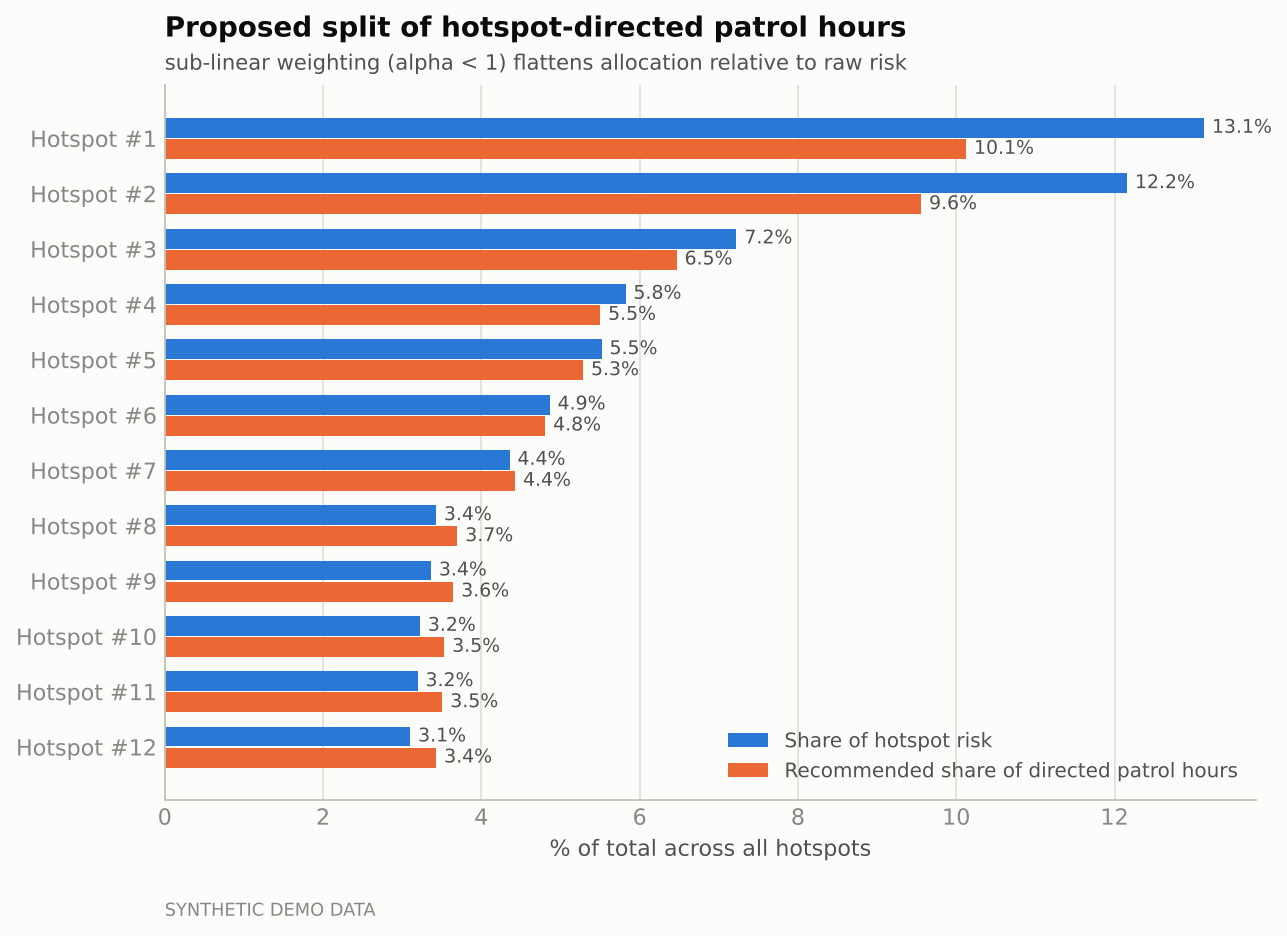 Proposed split of hotspot-directed patrol hours
sub-linear weighting (alpha < 1) flattens allocation relative to raw risk
Hotspot #1
13.1%
10.1%
Hotspot #2
12.2%
9.6%
Hotspot #3
7.2%
6.5%
Hotspot #4
5.8%
5.5%
Hotspot #5
5.5%
5.3%
Hotspot #6
4.9%
4.8%
Hotspot #7
4.4%
4.4%
Hotspot #8
3.4%
3.7%
Hotspot #9
3.4%
3.6%
Hotspot #10
3.2%
3.5%
Hotspot #11
3.2%
3.5%
Hotspot #12
3.1%
3.4%
Share of hotspot risk
Recommended share of directed patrol hours
0 2 4 6 8 10 12
% of total across all hotspots
SYNTHETIC DEMO DATA